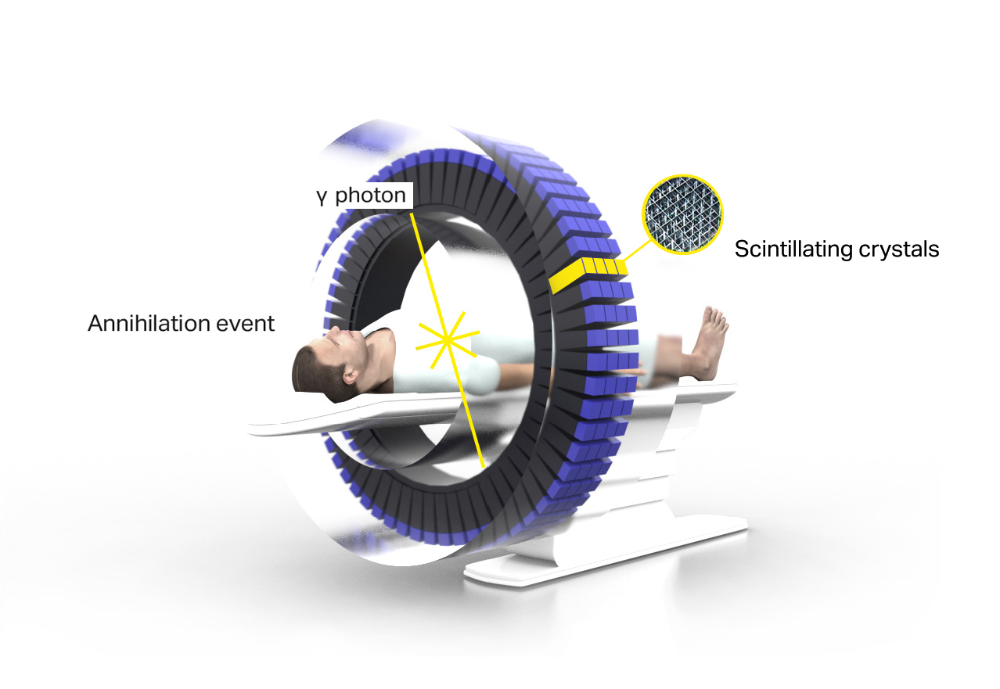 γ photon
Scintillating crystals
Annihilation event